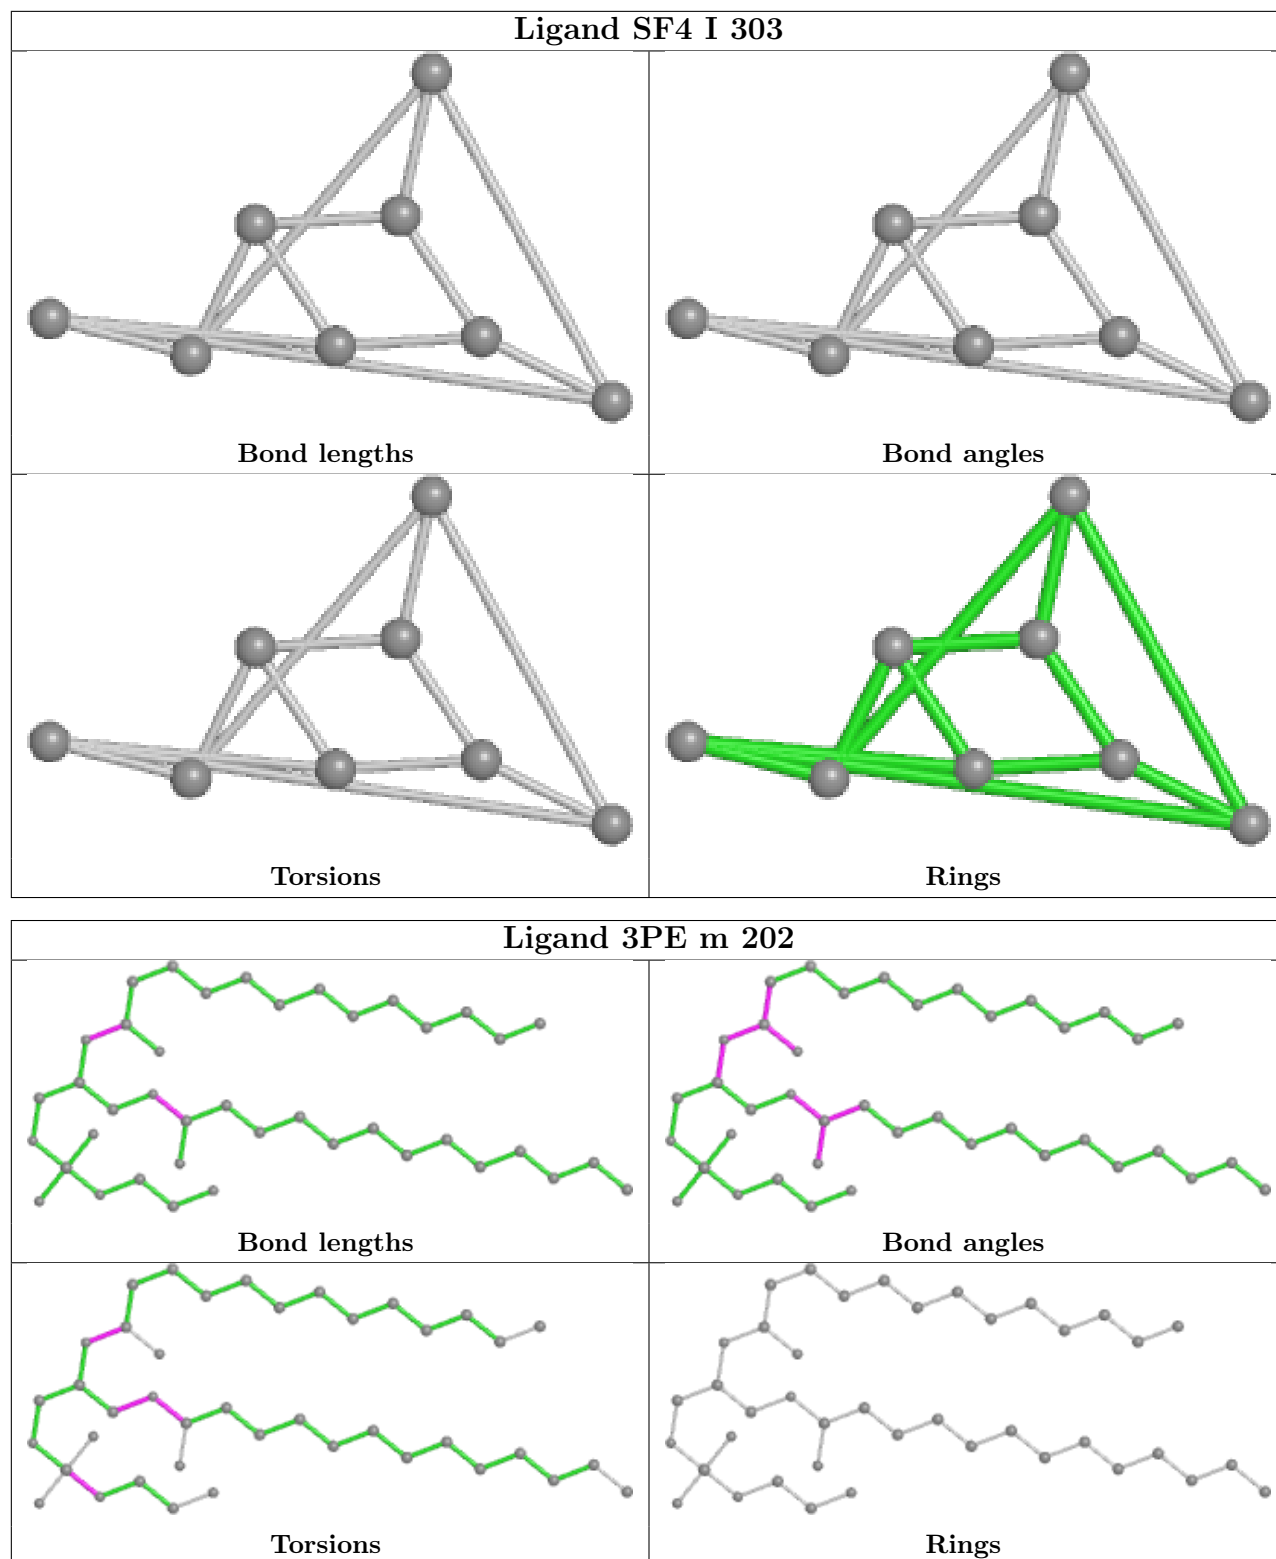 Ligand SF4 I 303
Bond lengths
Bond angles
Torsions
Rings
Ligand 3PE m 202
Bond lengths
Bond angles
Torsions
Rings